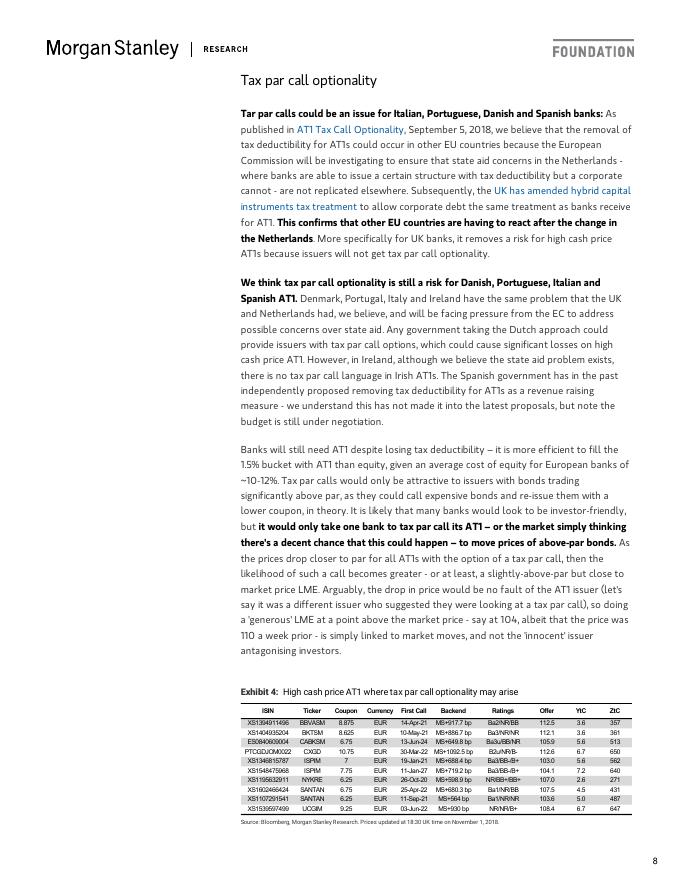 Morgan Stanley | RESEARCH
FOUNDATION
Tax par call optionality
Tar par calls could be an issue for Italian, Portuguese, Danish and Spanish banks: As
published in AT1 Tax Call Optionality, September 5, 2018, we believe that the removal of
tax deductibility for AT1s could occur in other EU countries because the European
Commission will be investigating to ensure that state aid concerns in the Netherlands -
where banks are able to issue a certain structure with tax deductibility but a corporate
cannot - are not replicated elsewhere. Subsequently, the UK has amended hybrid capital
instruments tax treatment to allow corporate debt the same treatment as banks receive
for AT1. This confirms that other EU countries are having to react after the change in
the Netherlands. More specifically for UK banks, it removes a risk for high cash price
AT1s because issuers will not get tax par call optionality.
We think tax par call optionality is still a risk for Danish, Portuguese, Italian and
Spanish AT1. Denmark, Portugal, Italy and Ireland have the same problem that the UK
and Netherlands had, we believe, and will be facing pressure from the EC to address
possible concerns over state aid. Any government taking the Dutch approach could
provide issuers with tax par call options, which could cause significant losses on high
cash price AT1. However, in Ireland, although we believe the state aid problem exists,
there is no tax par call language in Irish AT1s. The Spanish government has in the past
independently proposed removing tax deductibility for AT1s as a revenue raising
measure - we understand this has not made it into the latest proposals, but note the
budget is still under negotiation.
Banks will still need AT1 despite losing tax deductibility – it is more efficient to fill the
1.5% bucket with AT1 than equity, given an average cost of equity for European banks of
~10-12%. Tax par calls would only be attractive to issuers with bonds trading
significantly above par, as they could call expensive bonds and re-issue them with a
lower coupon, in theory. It is likely that many banks would look to be investor-friendly,
but it would only take one bank to tax par call its AT1 – or the market simply thinking
there's a decent chance that this could happen – to move prices of above-par bonds. As
the prices drop closer to par for all AT1s with the option of a tax par call, then the
likelihood of such a call becomes greater - or at least, a slightly-above-par but close to
market price LME. Arguably, the drop in price would be no fault of the AT1 issuer (let's
say it was a different issuer who suggested they were looking at a tax par call), so doing
a 'generous' LME at a point above the market price - say at 104, albeit that the price was
110 a week prior - is simply linked to market moves, and not the 'innocent' issuer
antagonising investors.
Exhibit 4: High cash price AT1 where tax par call optionality may arise
ISIN Ticker Coupon Currency First Call Backend Ratings Offer YtC ZtC
XS1394911496 BBVASM 8.875 EUR 14-Apr-21 MS+917.7 bp Ba2/NR/BB 112.5 3.6 357
XS1404935204 BKTSM 8.625 EUR 10-May-21 MS+886.7 bp Ba3/NR/NR 112.1 3.6 361
ES0840609004 CABKSM 6.75 EUR 13-Jun-24 MS+649.8 bp Ba3u/BB/NR 105.9 5.6 513
PTCGDJOM0022 CXGD 10.75 EUR 30-Mar-22 MS+1092.5 bp B2u/NR/B- 112.6 6.7 650
XS1346815787 ISPIM 7 EUR 19-Jan-21 MS+688.4 bp Ba3/BB-/B+ 103.0 5.6 562
XS1548475968 ISPIM 7.75 EUR 11-Jan-27 MS+719.2 bp Ba3/BB-/B+ 104.1 7.2 640
XS1195632911 NYKRE 6.25 EUR 26-Oct-20 MS+598.9 bp NR/BB+/BB+ 107.0 2.6 271
XS1602466424 SANTAN 6.75 EUR 25-Apr-22 MS+680.3 bp Ba1/NR/BB 107.5 4.5 431
XS1107291541 SANTAN 6.25 EUR 11-Sep-21 MS+564 bp Ba1/NR/NR 103.6 5.0 487
XS1539597499 UCGIM 9.25 EUR 03-Jun-22 MS+930 bp NR/NR/B+ 108.4 6.7 647
Source: Bloomberg, Morgan Stanley Research. Prices updated at 18:30 UK time on November 1, 2018.
8